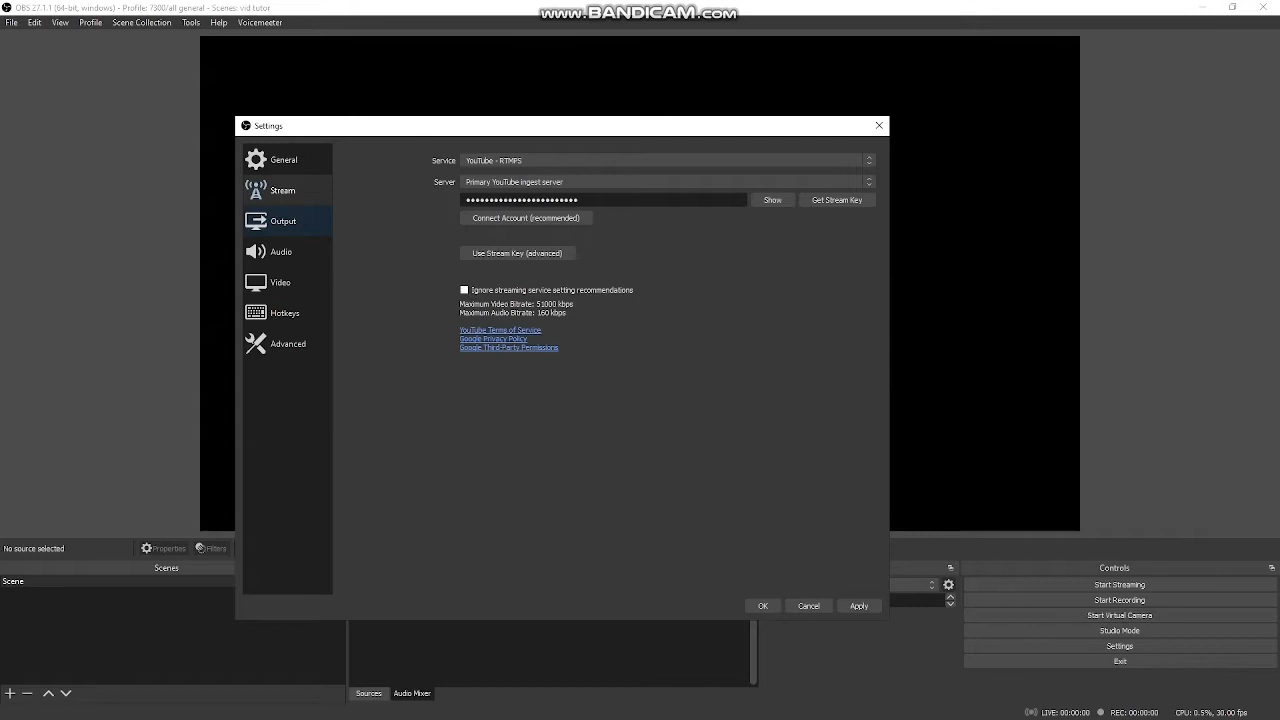 OBS 27.1.1 (64-bit, windows) - Profile: 7300/all general - Scenes: vid tutor
www.BANDICAM.com
File Edit View Profile Scene Collection Tools Help Voicemeeter
Settings
General
Stream
Output
Audio
Video
Hotkeys
Advanced
Service YouTube - RTMPS
Server Primary YouTube ingest server
Show Get Stream Key
Connect Account (recommended)
Use Stream Key (advanced)
Ignore streaming service setting recommendations
Maximum Video Bitrate: 51000 kbps
Maximum Audio Bitrate: 160 kbps
YouTube Terms of Service
Google Privacy Policy
Google Third-Party Permissions
OK Cancel Apply
No source selected Properties Filters
Scenes
Scene
Sources Audio Mixer
Controls
Start Streaming
Start Recording
Start Virtual Camera
Studio Mode
Settings
Exit
LIVE: 00:00:00 REC: 00:00:00 CPU: 0.5%, 30.00 fps